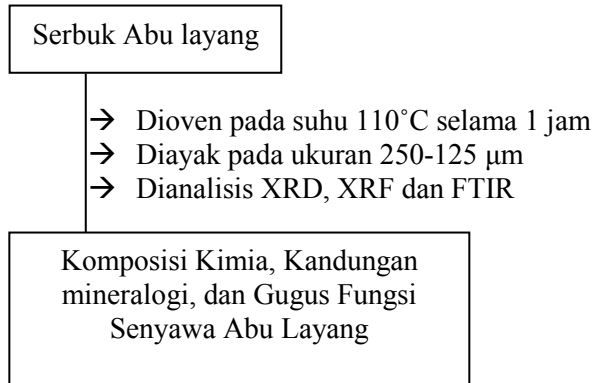 Serbuk Abu layang
→ Dioven pada suhu 110˚C selama 1 jam
→ Diayak pada ukuran 250-125 μm
→ Dianalisis XRD, XRF dan FTIR
Komposisi Kimia, Kandungan
mineralogi, dan Gugus Fungsi
Senyawa Abu Layang